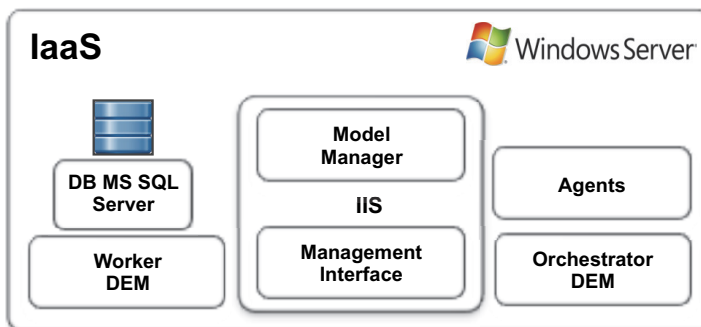 IaaS
Windows Server
DB MS SQL
Server
Worker
DEM
Model
Manager
IIS
Management
Interface
Agents
Orchestrator
DEM